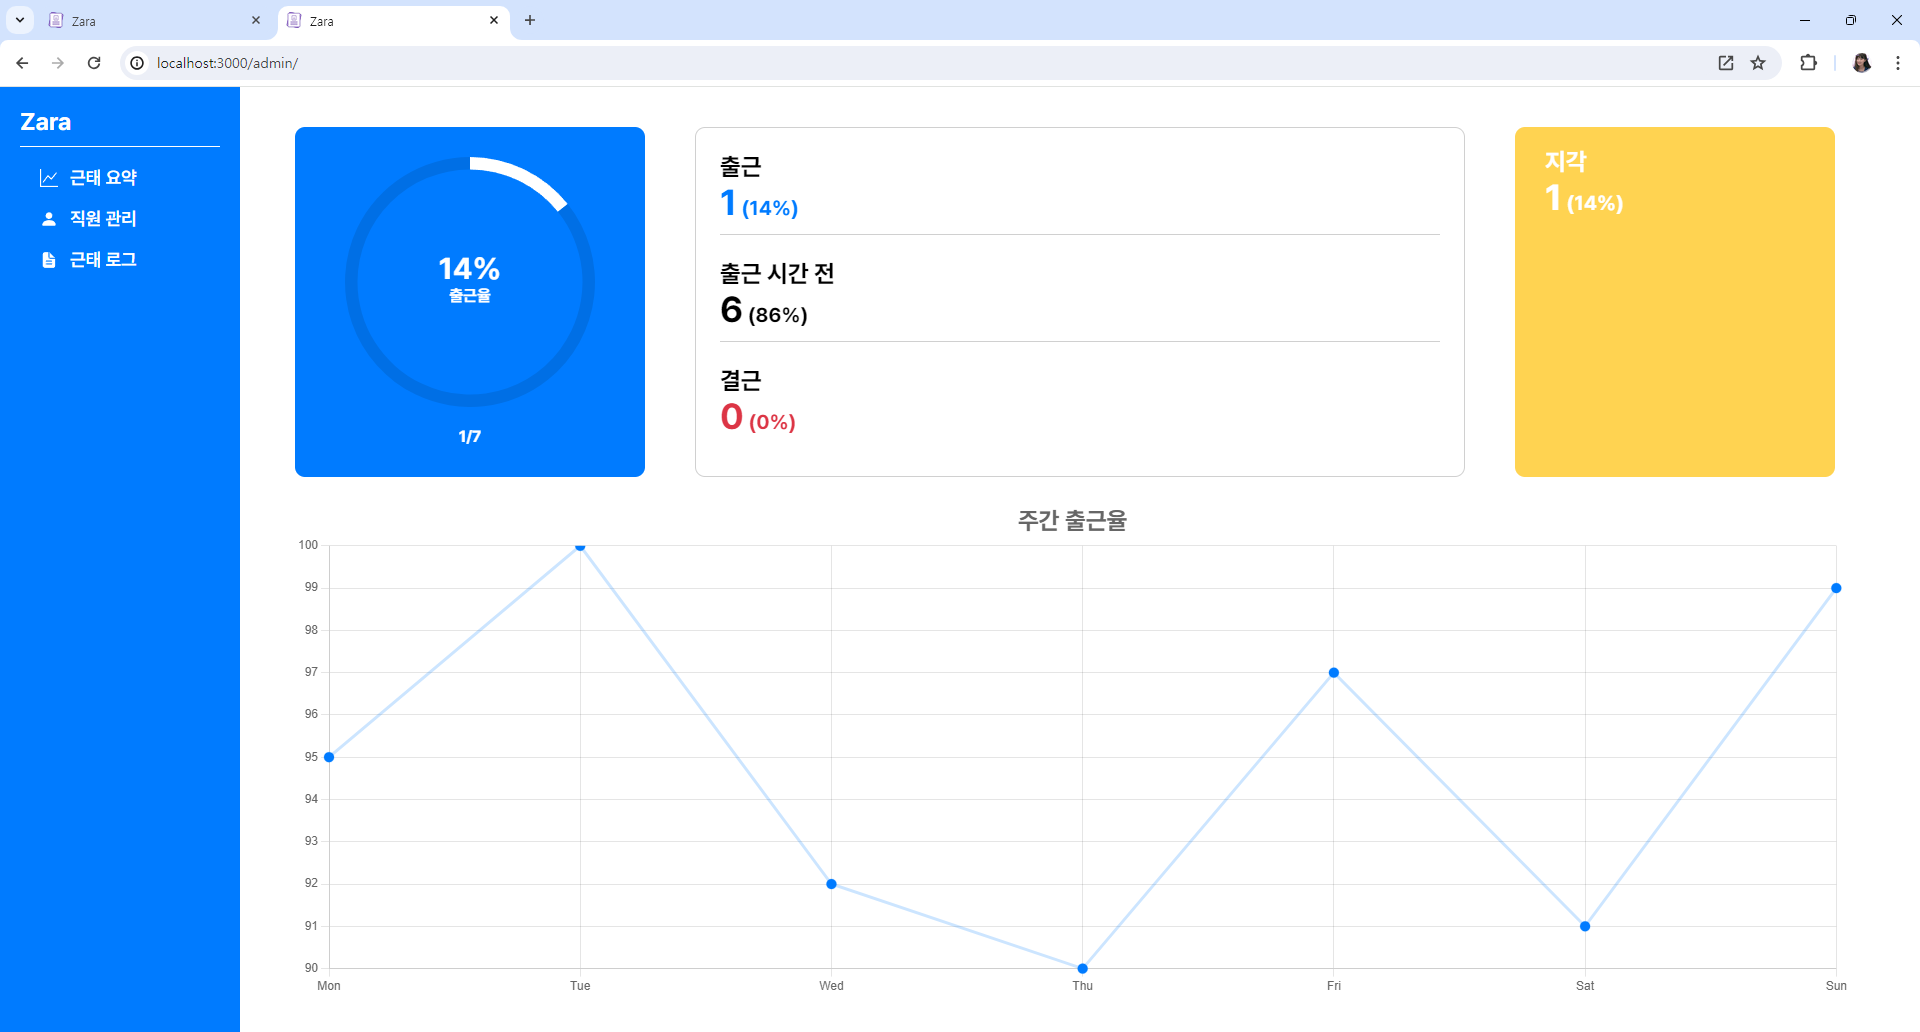 Zara
Zara
localhost:3000/admin/
Zara
근태 요약
직원 관리
근태 로그
14%
출근율
1/7
출근
1 (14%)
출근 시간 전
6 (86%)
결근
0 (0%)
지각
1 (14%)
주간 출근율
100
99
98
97
96
95
94
93
92
91
90
Mon Tue Wed Thu Fri Sat Sun